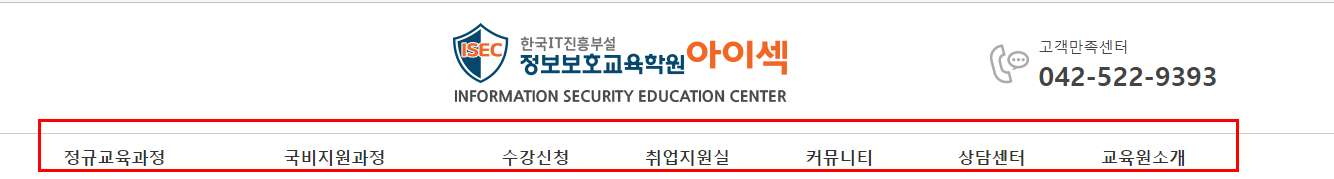 ISEC
한국IT진흥부설
정보보호교육학원 아이섹
INFORMATION SECURITY EDUCATION CENTER
고객만족센터
042-522-9393
정규교육과정 국비지원과정 수강신청 취업지원실 커뮤니티 상담센터 교육원소개